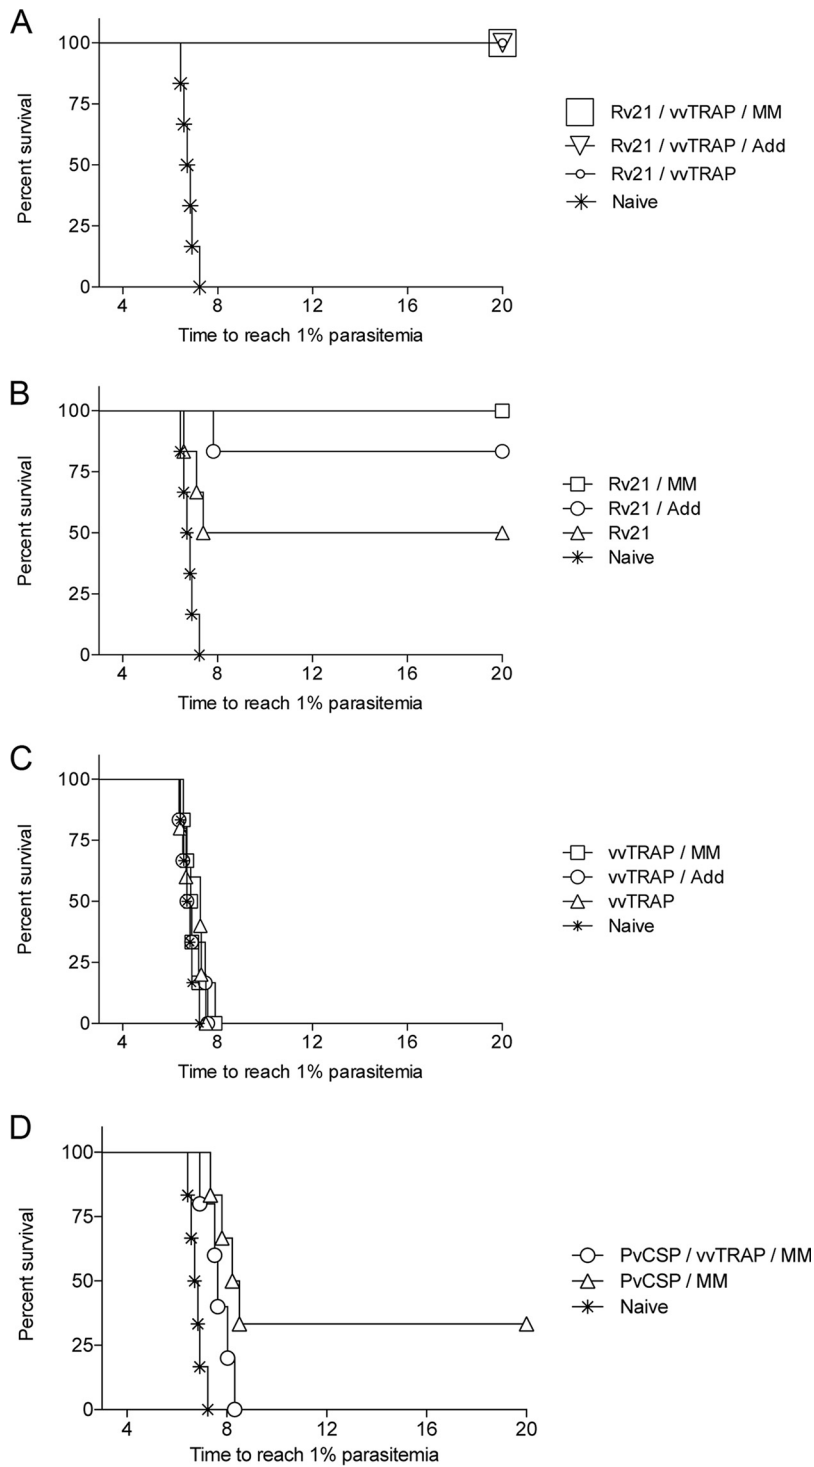 A
Percent survival
100
75
50
25
0
4 8 12 16 20
Time to reach 1% parasitemia
Rv21 / vvTRAP / MM
Rv21 / vvTRAP / Add
Rv21 / vvTRAP
Naive
B
Percent survival
100
75
50
25
0
4 8 12 16 20
Time to reach 1% parasitemia
Rv21 / MM
Rv21 / Add
Rv21
Naive
C
Percent survival
100
75
50
25
0
4 8 12 16 20
Time to reach 1% parasitemia
vvTRAP / MM
vvTRAP / Add
vvTRAP
Naive
D
Percent survival
100
75
50
25
0
4 8 12 16 20
Time to reach 1% parasitemia
PvCSP / vvTRAP / MM
PvCSP / MM
Naive